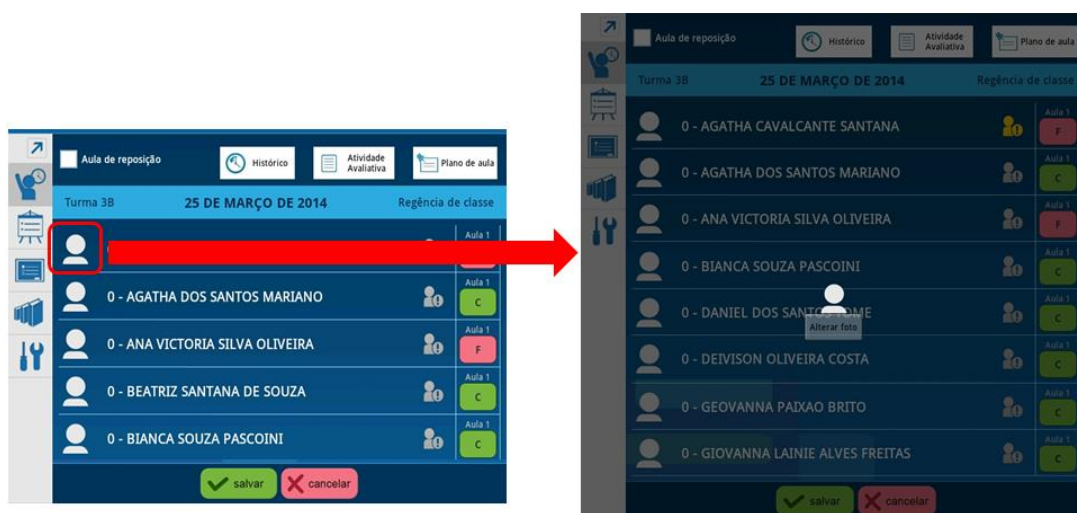 Aula de reposição
Histórico
Atividade
Avaliativa
Plano de aula
Turma 3B 25 DE MARÇO DE 2014 Regência de classe
Aula 1
Aula 1
0 - AGATHA DOS SANTOS MARIANO C
Aula 1
0 - ANA VICTORIA SILVA OLIVEIRA F
Aula 1
0 - BEATRIZ SANTANA DE SOUZA C
Aula 1
0 - BIANCA SOUZA PASCOINI C
salvar cancelar
Aula de reposição
Histórico
Atividade
Avaliativa
Plano de aula
Turma 3B 25 DE MARÇO DE 2014 Regência de classe
Aula 1
0 - AGATHA CAVALCANTE SANTANA F
Aula 1
0 - AGATHA DOS SANTOS MARIANO C
Aula 1
0 - ANA VICTORIA SILVA OLIVEIRA F
Aula 1
0 - BIANCA SOUZA PASCOINI C
Aula 1
0 - DANIEL DOS SANTOS TOME C
Alterar foto
Aula 1
0 - DEIVISON OLIVEIRA COSTA C
Aula 1
0 - GEOVANNA PAIXAO BRITO C
Aula 1
0 - GIOVANNA LAINIE ALVES FREITAS C
salvar cancelar